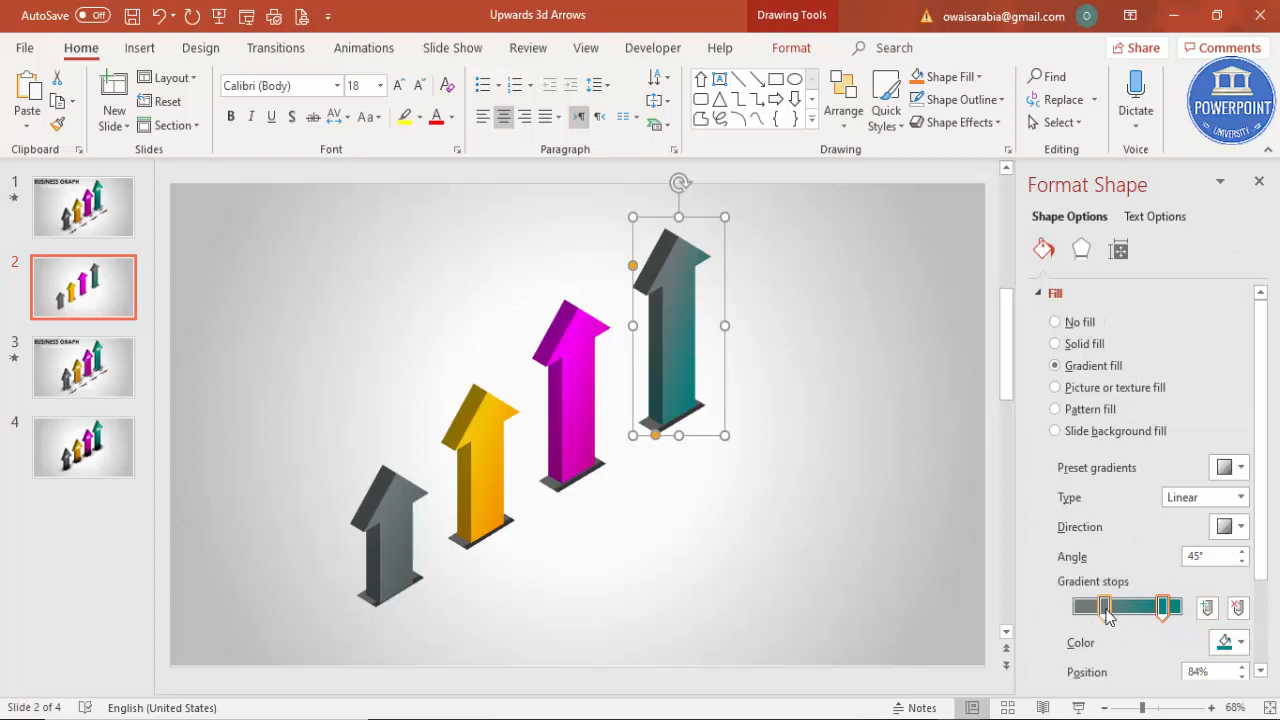 AutoSave Off Upwards 3d Arrows Drawing Tools owaisarabia@gmail.com O
File Home Insert Design Transitions Animations Slide Show Review View Developer Help Format Search Share Comments
Paste New Slide Layout Reset Section Calibri (Body) 18 Arrange Quick Styles Shape Fill Shape Outline Shape Effects Find Replace Select Dictate POWERPOINT UNIVERSITY
Clipboard Slides Font Paragraph Drawing Editing Voice
1 BUSINESS GRAPH
2
3 BUSINESS GRAPH
4
Format Shape
Shape Options Text Options
Fill
No fill
Solid fill
Gradient fill
Picture or texture fill
Pattern fill
Slide background fill
Preset gradients
Type Linear
Direction
Angle 45°
Gradient stops
Color
Position 84%
Slide 2 of 4 English (United States) Notes 68%